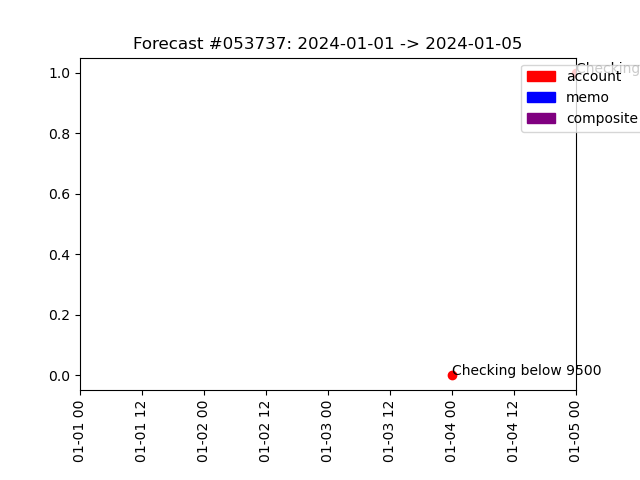 Forecast #053737: 2024-01-01 -> 2024-01-05
1.0
0.8
0.6
0.4
0.2
0.0
Checking
account
memo
composite
Checking below 9500
01-01 00
01-01 12
01-02 00
01-02 12
01-03 00
01-03 12
01-04 00
01-04 12
01-05 00